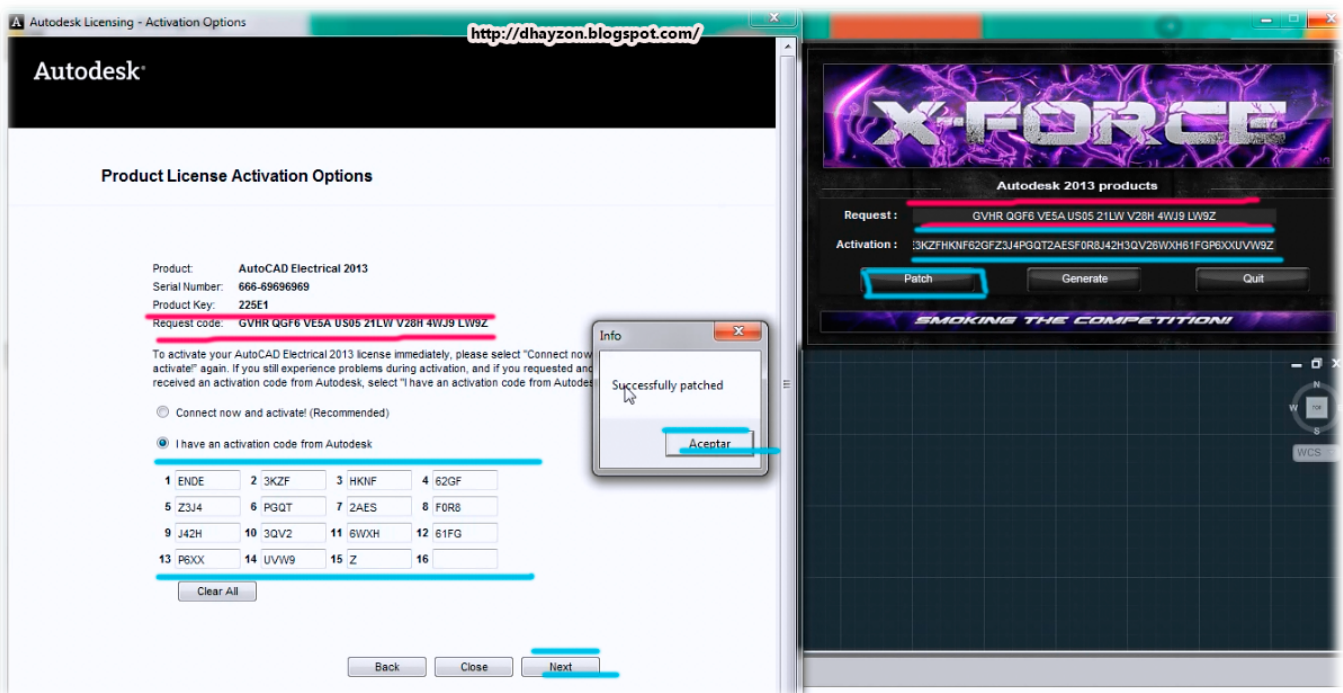 Autodesk Licensing - Activation Options
http://dhayzon.blogspot.com/
Autodesk
Product License Activation Options
Product: AutoCAD Electrical 2013
Serial Number: 666-69696969
Product Key: 225E1
Request code: GVHR QGF6 VE5A US05 21LW V28H 4WJ9 LW9Z
To activate your AutoCAD Electrical 2013 license immediately, please select "Connect now
activate!" again. If you still experience problems during activation, and if you requested and
received an activation code from Autodesk, select "I have an activation code from Autodes
Connect now and activate! (Recommended)
I have an activation code from Autodesk
1 ENDE 2 3KZF 3 HKNF 4 62GF
5 Z3J4 6 PGQT 7 2AES 8 F0R8
9 J42H 10 3QV2 11 6WXH 12 61FG
13 P6XX 14 UVW9 15 Z 16
Clear All
Back Close Next
Info
Successfully patched
Aceptar
X-FORCE
Autodesk 2013 products
Request : GVHR QGF6 VE5A US05 21LW V28H 4WJ9 LW9Z
Activation : 3KZFHKNF62GFZ3J4PGQT2AESF0R8J42H3QV26WXH61FGP6XXUVW9Z
Patch Generate Quit
SMOKING THE COMPETITION!
N
W TOP
S
WCS